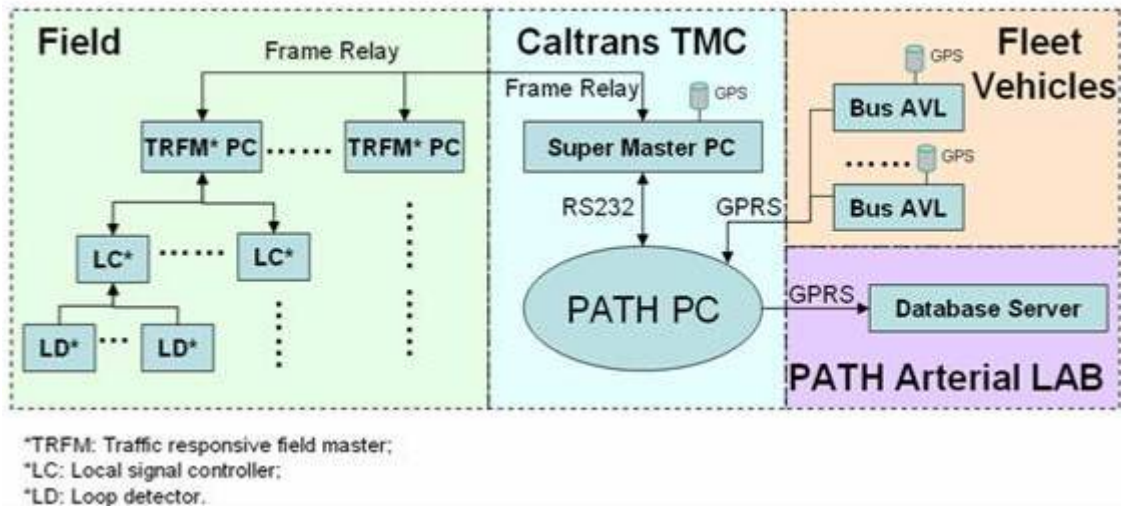 Field
Caltrans TMC
Fleet
Vehicles
Frame Relay
Frame Relay
GPS
GPS
Bus AVL
TRFM* PC
TRFM* PC
Super Master PC
GPS
Bus AVL
RS232
GPRS
LC*
LC*
PATH PC
GPRS
Database Server
LD*
LD*
PATH Arterial LAB
*TRFM: Traffic responsive field master;
*LC: Local signal controller;
*LD: Loop detector.